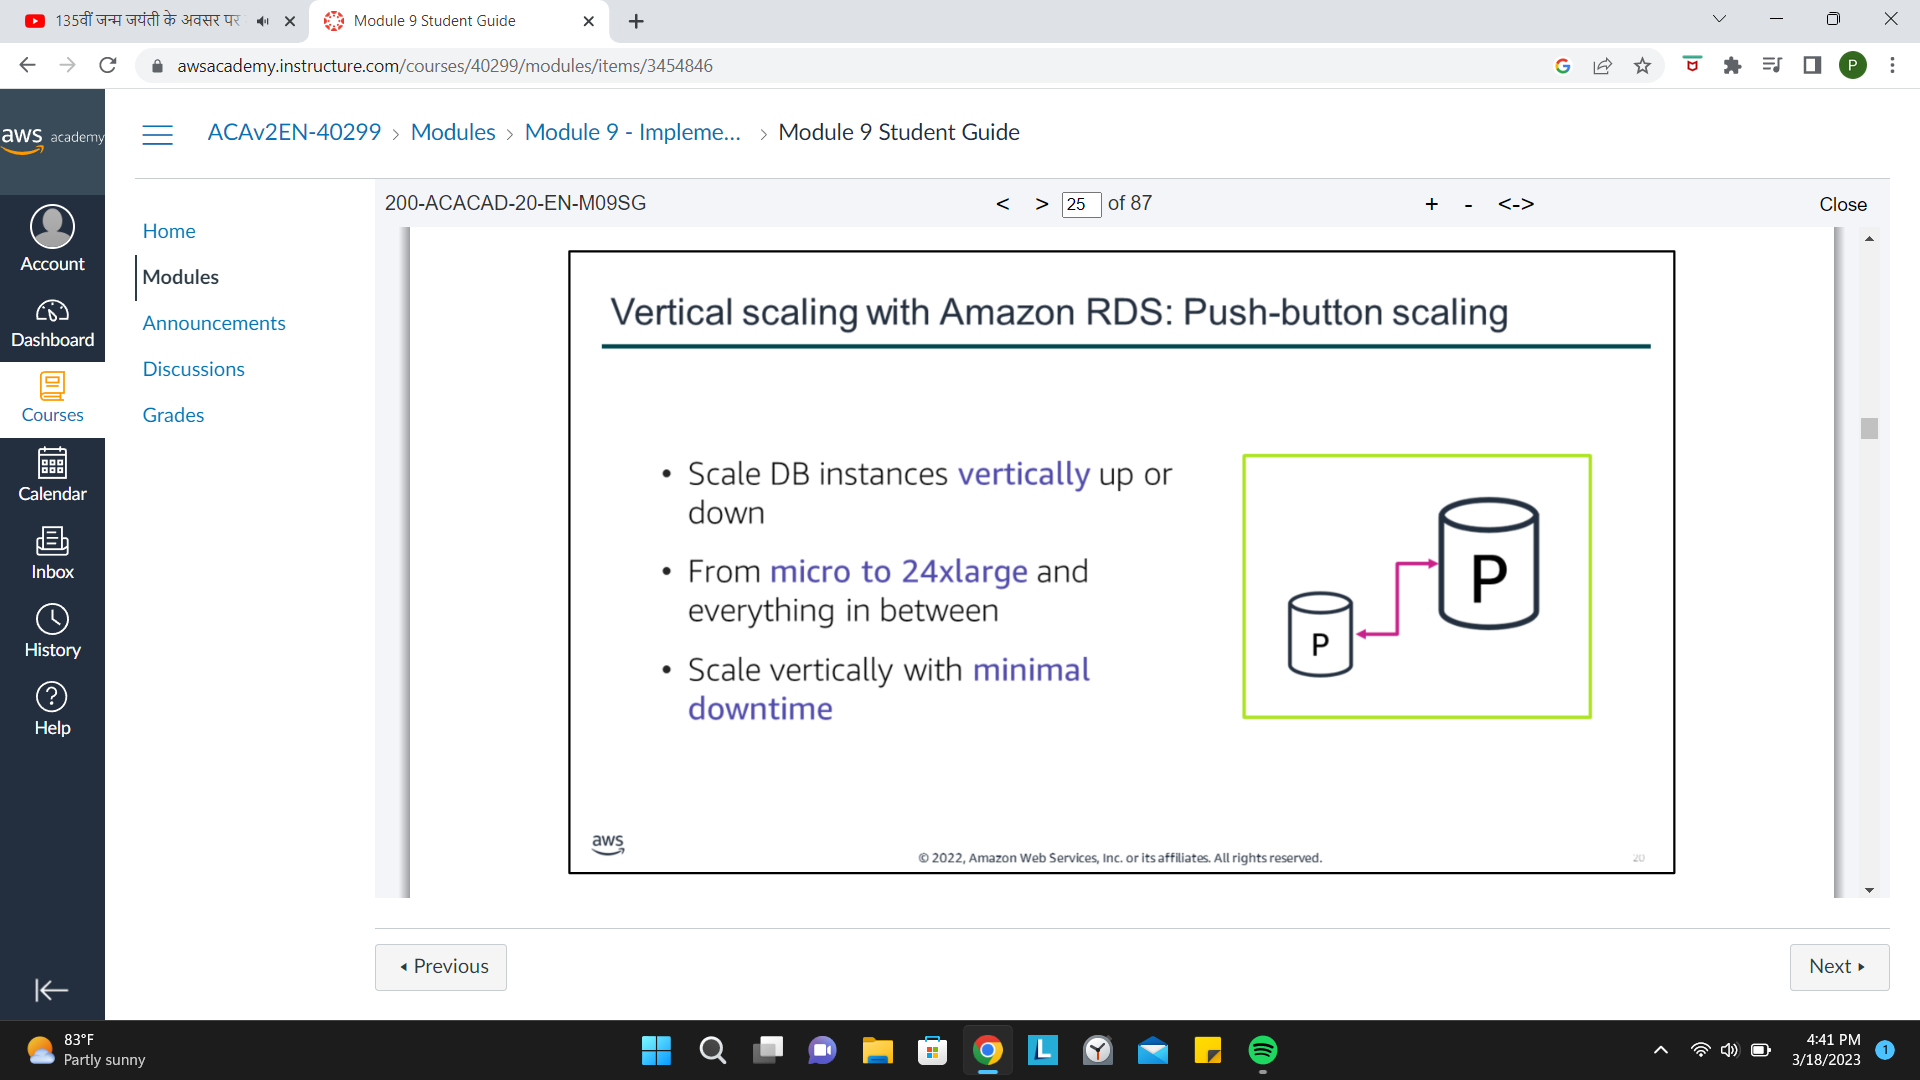 135वीं जन्म जयंती के अवसर पर
Module 9 Student Guide
awsacademy.instructure.com/courses/40299/modules/items/3454846
P
aws academy
ACAv2EN-40299 › Modules › Module 9 - Impleme... › Module 9 Student Guide
Account
Dashboard
Courses
Calendar
Inbox
History
Help
Home
Modules
Announcements
Discussions
Grades
200-ACACAD-20-EN-M09SG < > 25 of 87 + - <-> Close
Vertical scaling with Amazon RDS: Push-button scaling
• Scale DB instances vertically up or
down
• From micro to 24xlarge and
everything in between
• Scale vertically with minimal
downtime
P
P
aws
© 2022, Amazon Web Services, Inc. or its affiliates. All rights reserved.
20
Previous
Next
83°F
Partly sunny
L
4:41 PM
3/18/2023
1